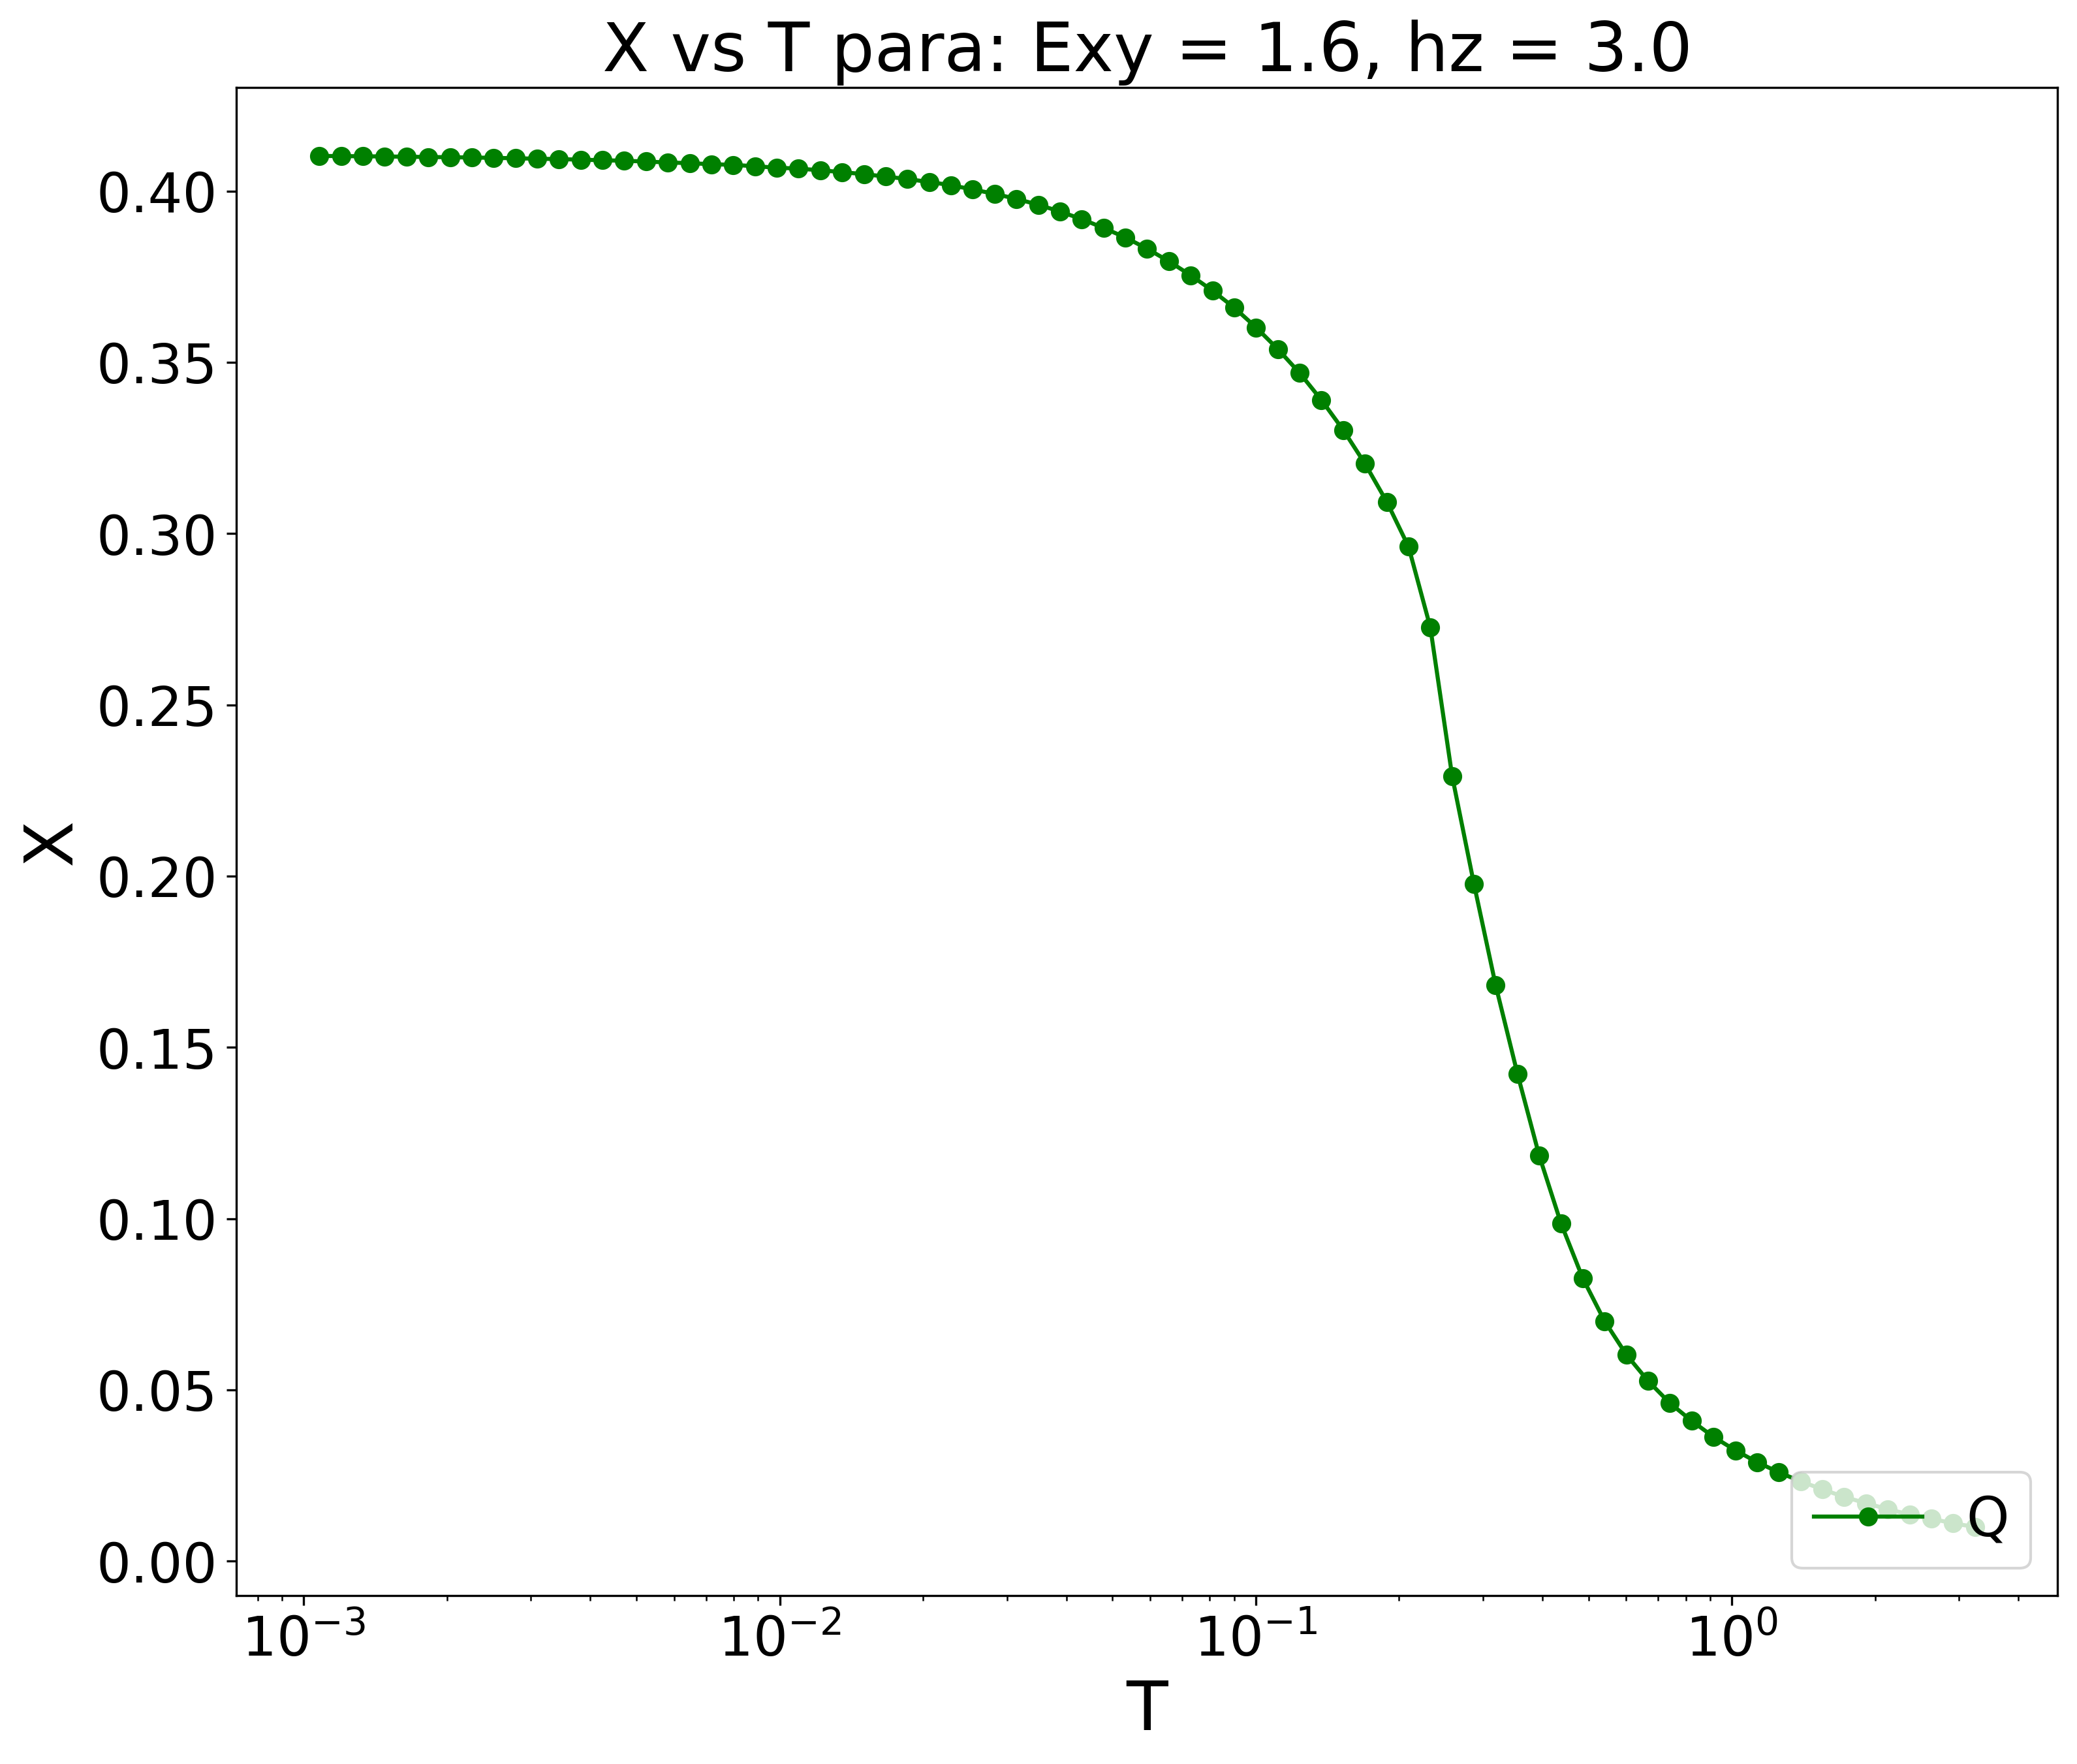 X vs T para: Exy = 1.6, hz = 3.0
X
0.40
0.35
0.30
0.25
0.20
0.15
0.10
0.05
0.00
Q
10⁻³ 10⁻² 10⁻¹ 10⁰
T